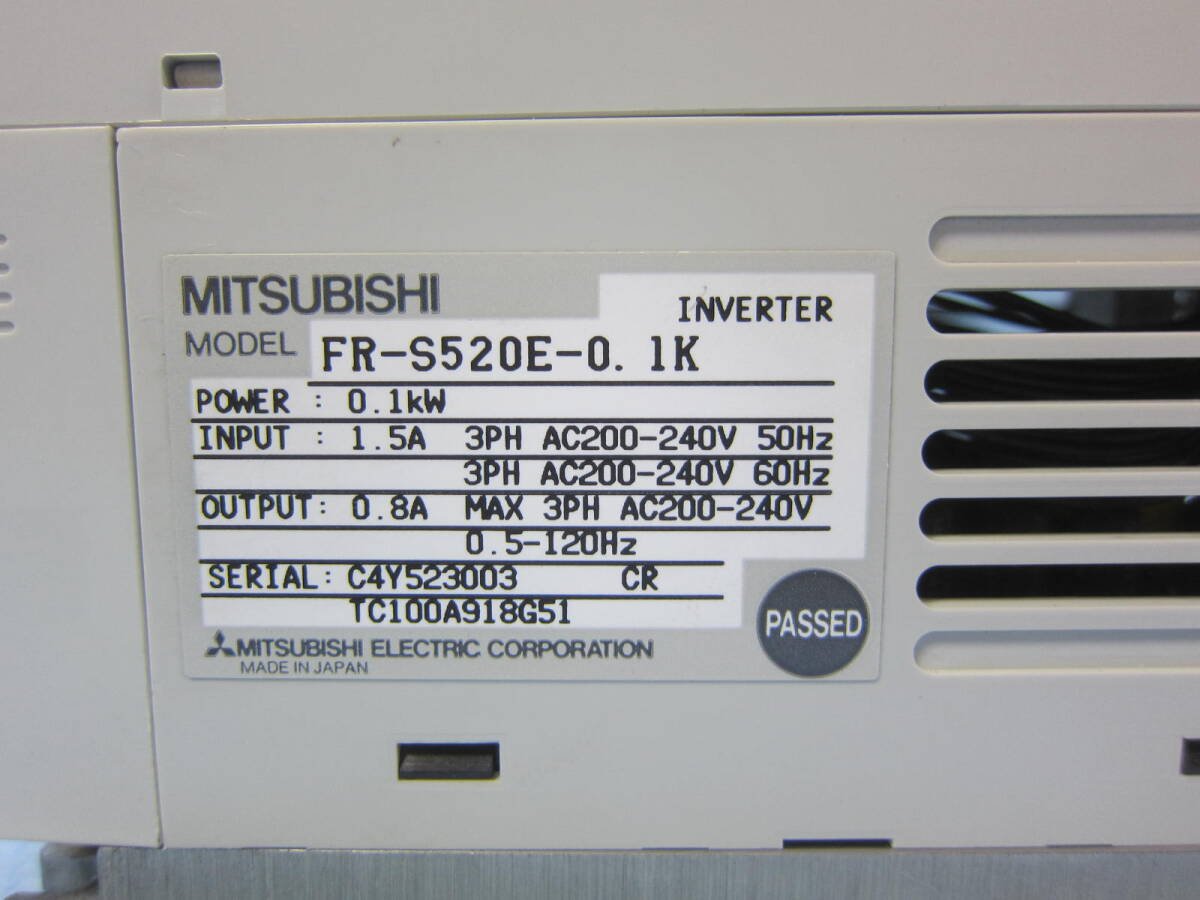 MITSUBISHI
INVERTER
MODEL FR-S520E-0.1K
POWER : 0.1kW
INPUT : 1.5A 3PH AC200-240V 50Hz
3PH AC200-240V 60Hz
OUTPUT: 0.8A MAX 3PH AC200-240V
0.5-120Hz
SERIAL: C4Y523003 CR
TC100A918G51
PASSED
MITSUBISHI ELECTRIC CORPORATION
MADE IN JAPAN